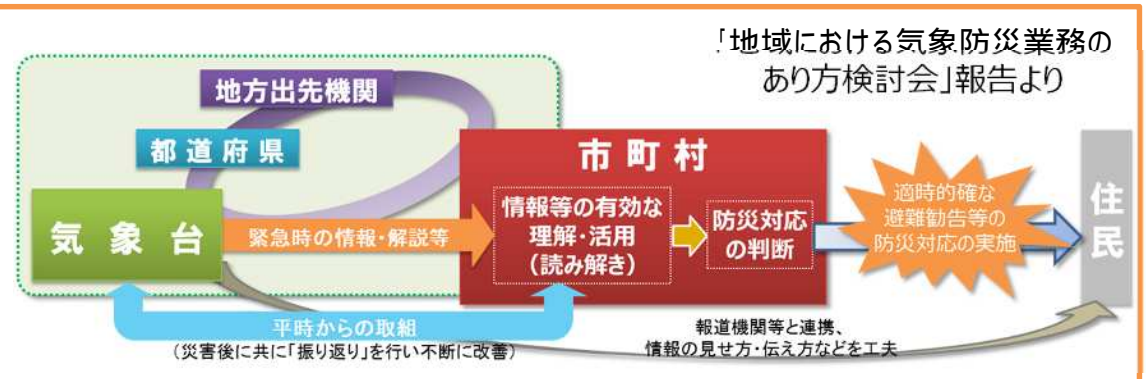 「地域における気象防災業務の
あり方検討会」報告より
地方出先機関
都道府県
気象台
緊急時の情報・解説等
市町村
情報等の有効な
理解・活用
(読み解き)
防災対応
の判断
適時的確な
避難勧告等の
防災対応の実施
住民
平時からの取組
(災害後に共に「振り返り」を行い不断に改善)
報道機関等と連携、
情報の見せ方・伝え方などを工夫